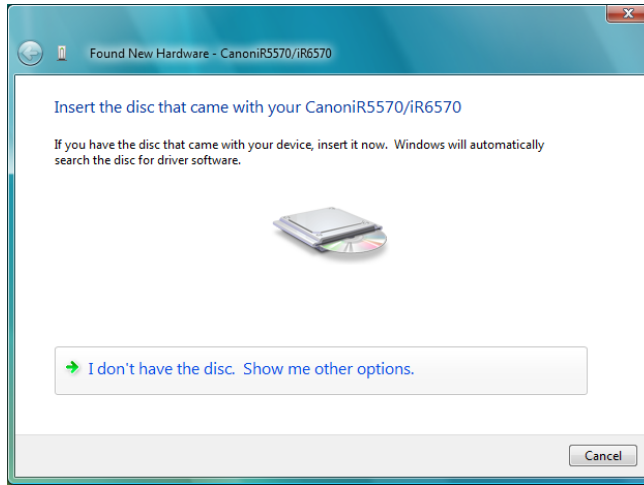 Found New Hardware - CanoniR5570/iR6570
Insert the disc that came with your CanoniR5570/iR6570
If you have the disc that came with your device, insert it now.  Windows will automatically
search the disc for driver software.
I don't have the disc.  Show me other options.
Cancel